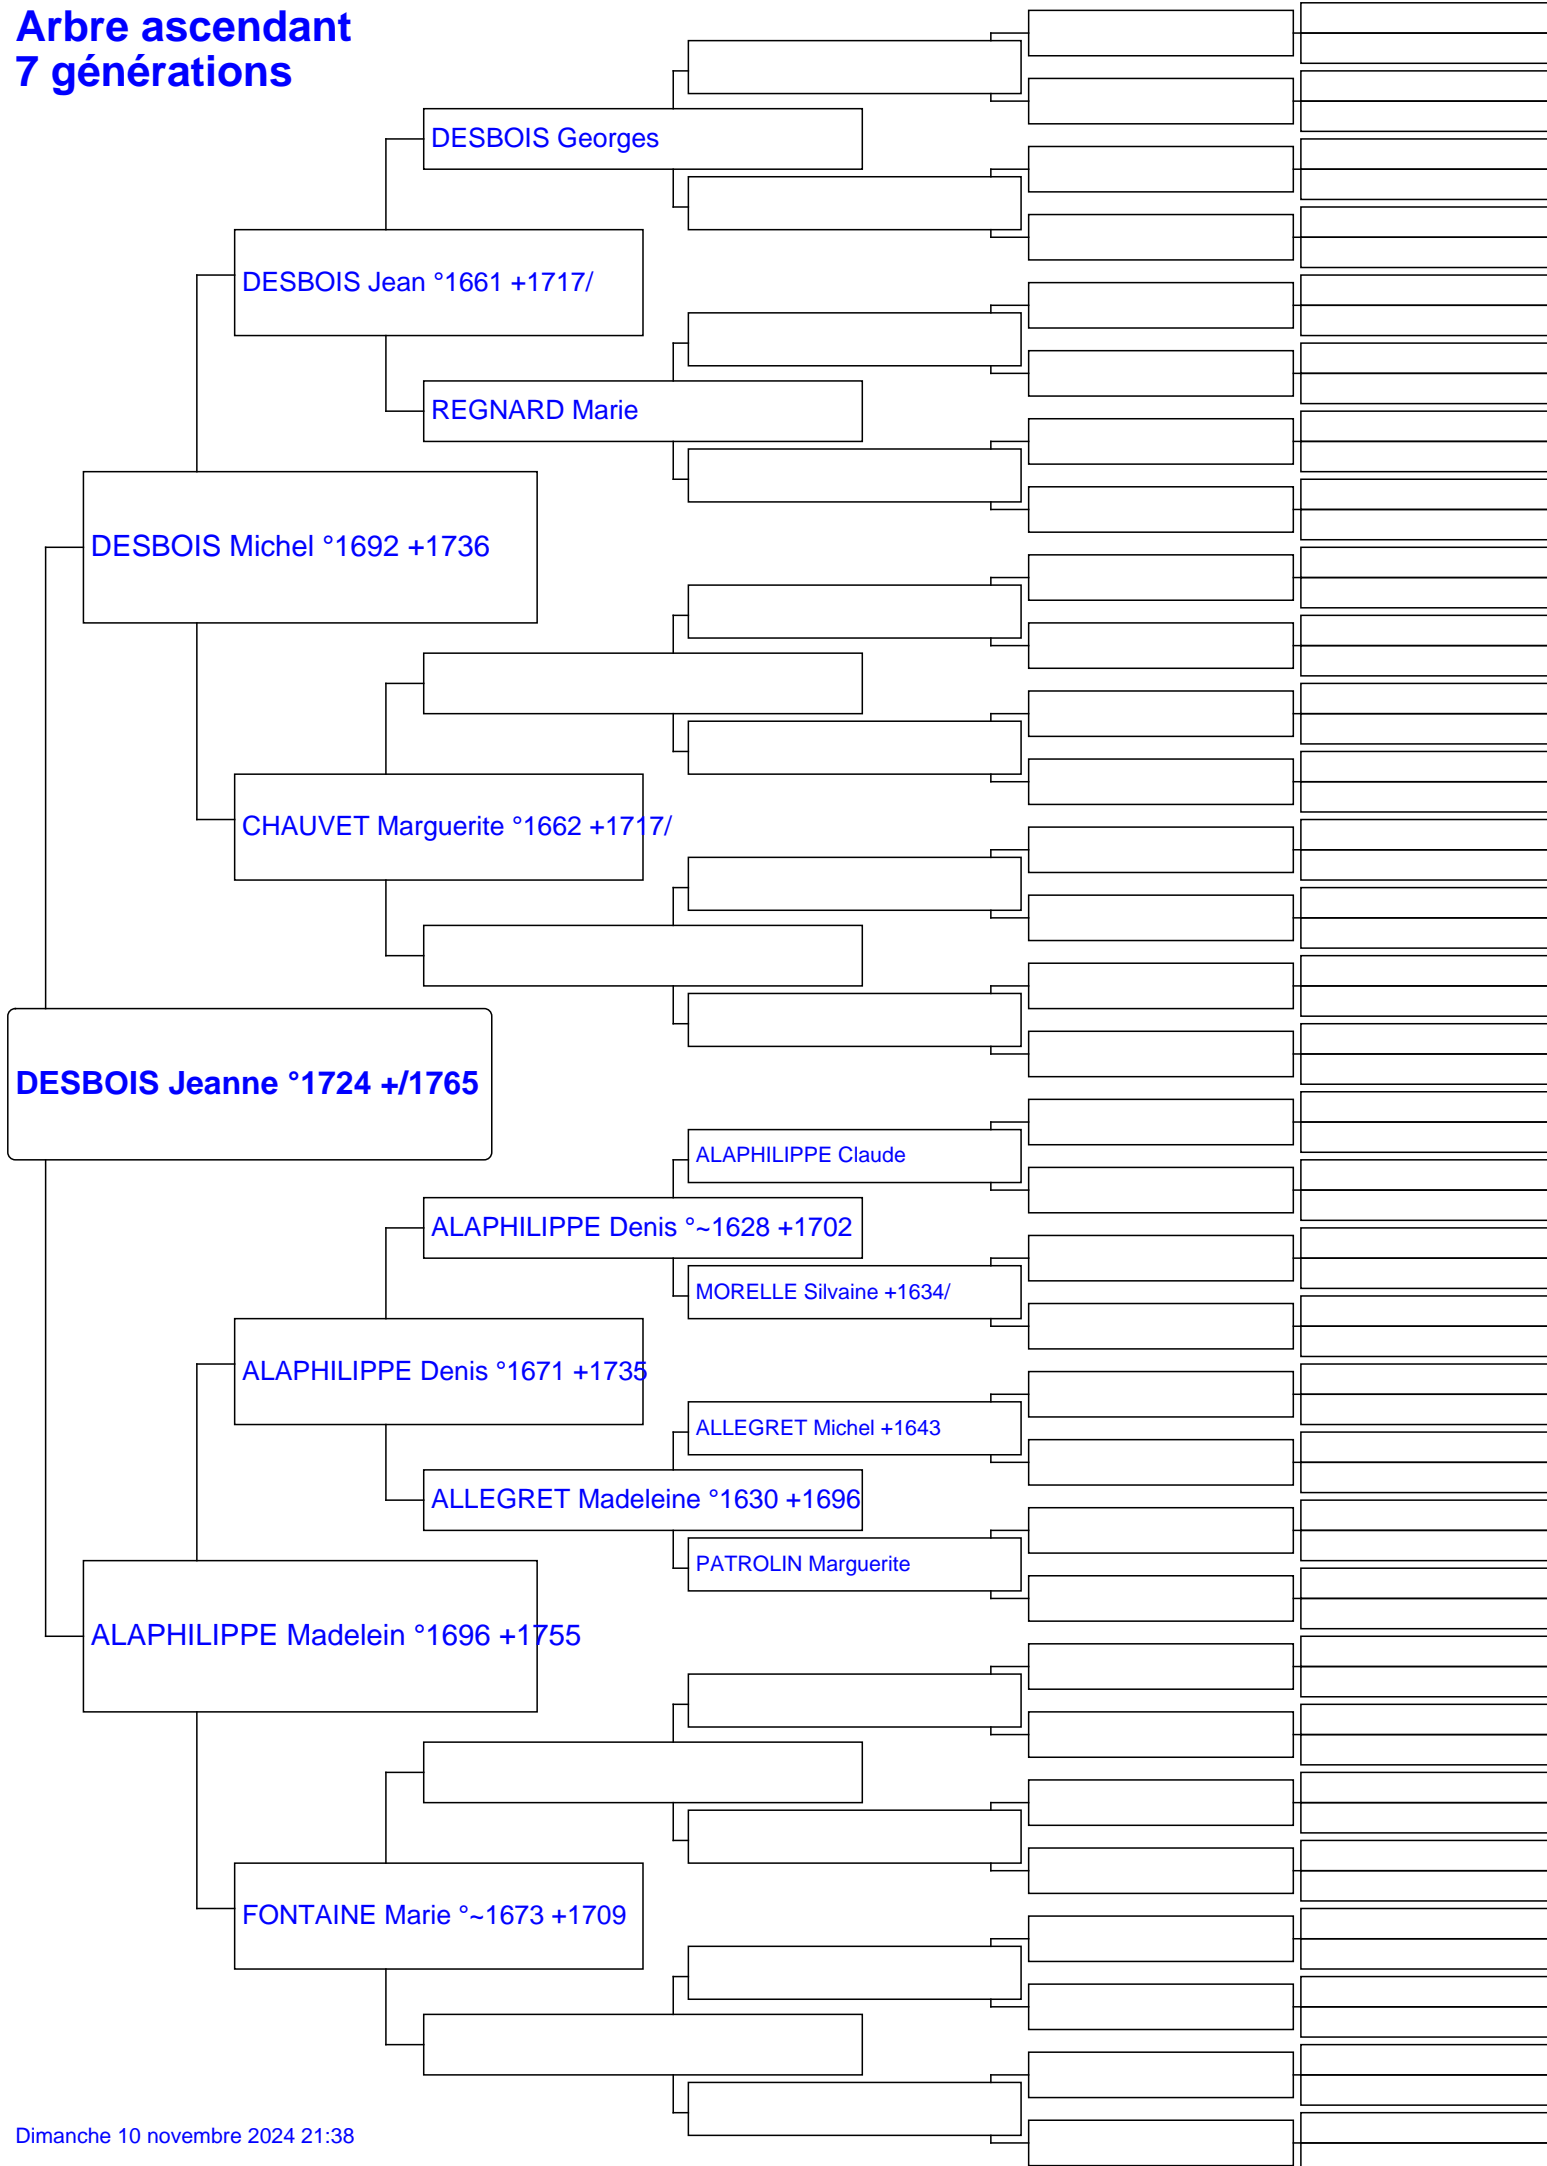 Arbre ascendant
7 générations
DESBOIS Georges
DESBOIS Jean °1661 +1717/
REGNARD Marie
DESBOIS Michel °1692 +1736
CHAUVET Marguerite °1662 +1717/
DESBOIS Jeanne °1724 +/1765
ALAPHILIPPE Claude
ALAPHILIPPE Denis °~1628 +1702
MORELLE Silvaine +1634/
ALAPHILIPPE Denis °1671 +1735
ALLEGRET Michel +1643
ALLEGRET Madeleine °1630 +1696
PATROLIN Marguerite
ALAPHILIPPE Madelein °1696 +1755
FONTAINE Marie °~1673 +1709
Dimanche 10 novembre 2024 21:38